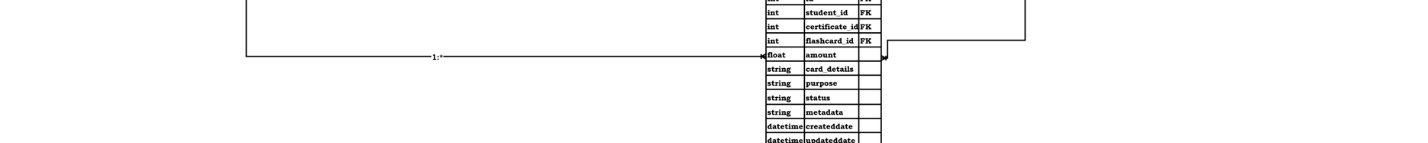 int student_id FK
int certificate_id FK
int flashcard_id FK
1:* float amount
string card_details
string purpose
string status
string metadata
datetime createddate
datetime updateddate